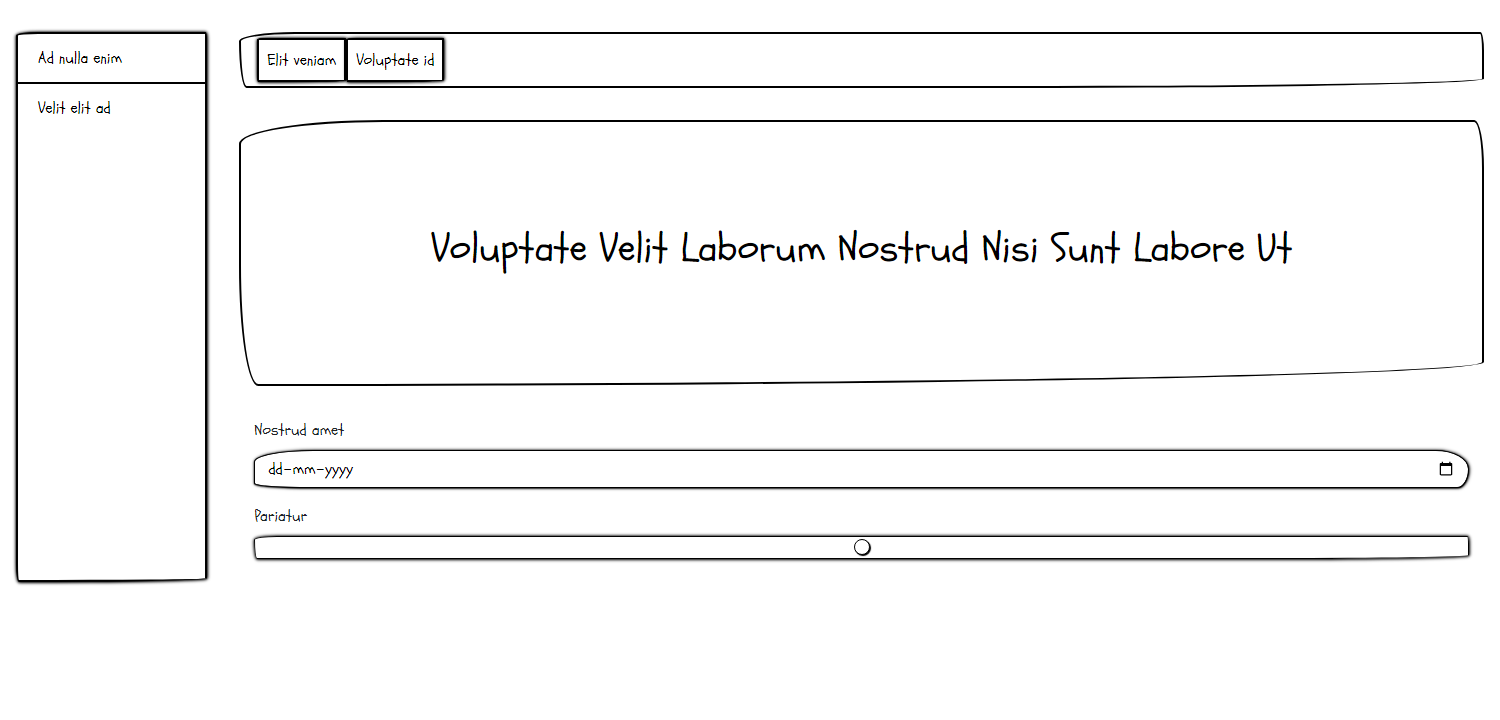 Ad nulla enim
Velit elit ad
Elit veniam
Voluptate id
Voluptate Velit Laborum Nostrud Nisi Sunt Labore Ut
Nostrud amet
dd-mm-yyyy
Pariatur